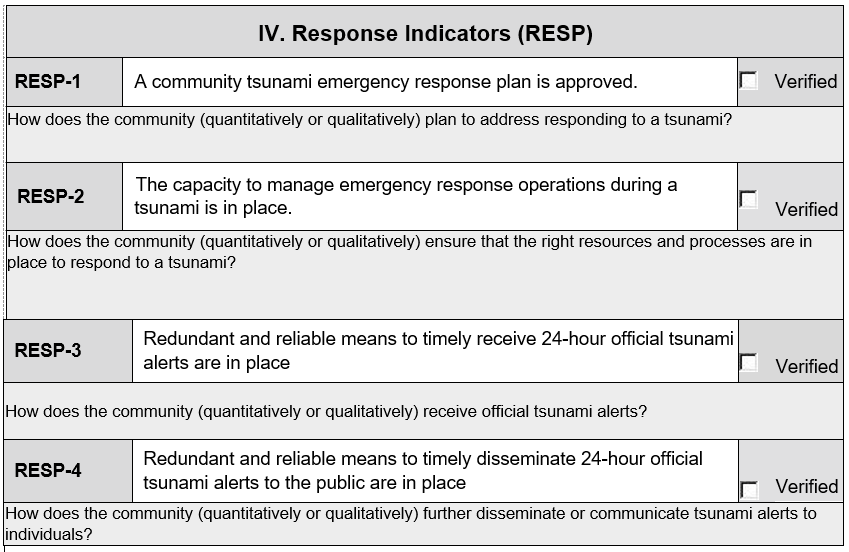 IV. Response Indicators (RESP)
RESP-1
A community tsunami emergency response plan is approved.
Verified
How does the community (quantitatively or qualitatively) plan to address responding to a tsunami?
RESP-2
The capacity to manage emergency response operations during a
tsunami is in place.
Verified
How does the community (quantitatively or qualitatively) ensure that the right resources and processes are in
place to respond to a tsunami?
RESP-3
Redundant and reliable means to timely receive 24-hour official tsunami
alerts are in place
Verified
How does the community (quantitatively or qualitatively) receive official tsunami alerts?
RESP-4
Redundant and reliable means to timely disseminate 24-hour official
tsunami alerts to the public are in place
Verified
How does the community (quantitatively or qualitatively) further disseminate or communicate tsunami alerts to
individuals?